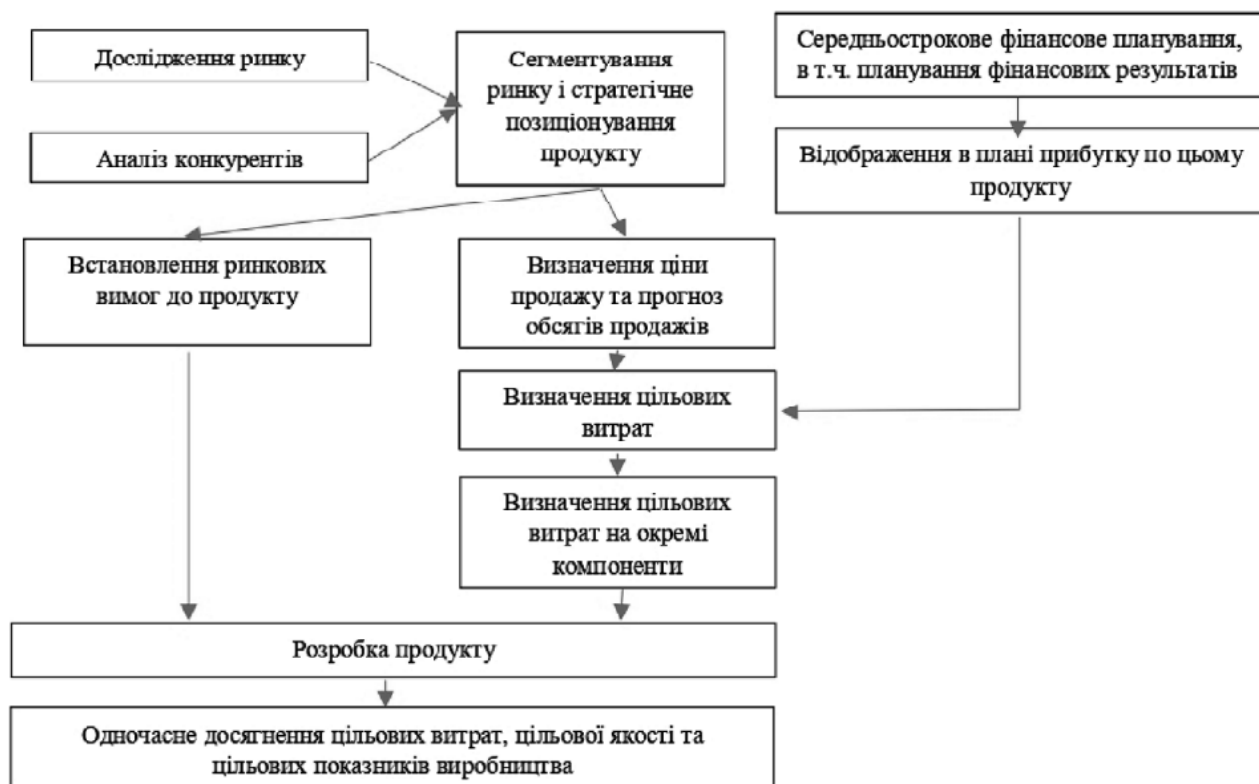 Дослідження ринку
Аналіз конкурентів
Сегментування
ринку і стратегічне
позиціонування
продукту
Середньострокове фінансове планування,
в т.ч. планування фінансових результатів
Відображення в плані прибутку по цьому
продукту
Встановлення ринкових
вимог до продукту
Визначення ціни
продажу та прогноз
обсягів продажів
Визначення цільових
витрат
Визначення цільових
витрат на окремі
компоненти
Розробка продукту
Одночасне досягнення цільових витрат, цільової якості та
цільових показників виробництва